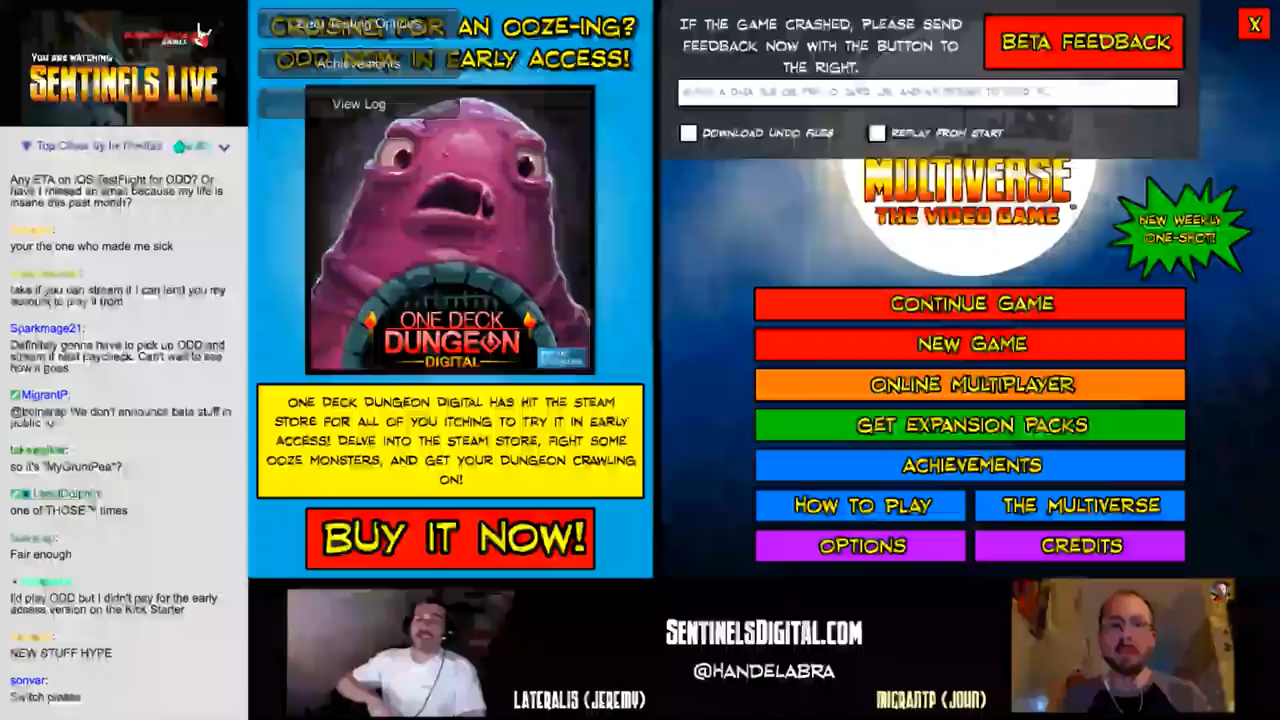 YOU ARE WATCHING
SENTINELS LIVE
Any ETA on iOS TestFlight for ODD? Or
have I missed an email because my life is
insane this past month?
your the one who made me sick
take if you can stream it I can lend you my
account to play it from
Sparkmage21:
Definitely gonna have to pick up ODD and
stream it next paycheck. Can't wait to see
how it goes
MigrantP:
We don't announce beta stuff in
public
so it's "MyGruntPea"?
one of THOSE™ times
Fair enough
I'd play ODD but I didn't pay for the early
access version on the Kick Starter
NEW STUFF HYPE
sonvar:
Switch please
CRUISING FOR AN OOZE-ING?
ODD NOW IN EARLY ACCESS!
Achievements
View Log
ONE DECK
DUNGEON
DIGITAL
ONE DECK DUNGEON DIGITAL HAS HIT THE STEAM
STORE FOR ALL OF YOU ITCHING TO TRY IT IN EARLY
ACCESS! DELVE INTO THE STEAM STORE, FIGHT SOME
OOZE MONSTERS, AND GET YOUR DUNGEON CRAWLING
ON!
BUY IT NOW!
IF THE GAME CRASHED, PLEASE SEND
FEEDBACK NOW WITH THE BUTTON TO
THE RIGHT.
BETA FEEDBACK
X
DOWNLOAD UNDO FILES
REPLAY FROM START
MULTIVERSE
THE VIDEO GAME
NEW WEEKLY
ONE-SHOT!
CONTINUE GAME
NEW GAME
ONLINE MULTIPLAYER
GET EXPANSION PACKS
ACHIEVEMENTS
HOW TO PLAY
THE MULTIVERSE
OPTIONS
CREDITS
LATERALIS (JEREMY)
SENTINELSDIGITAL.COM
@HANDELABRA
MIGRANTP (JOHN)